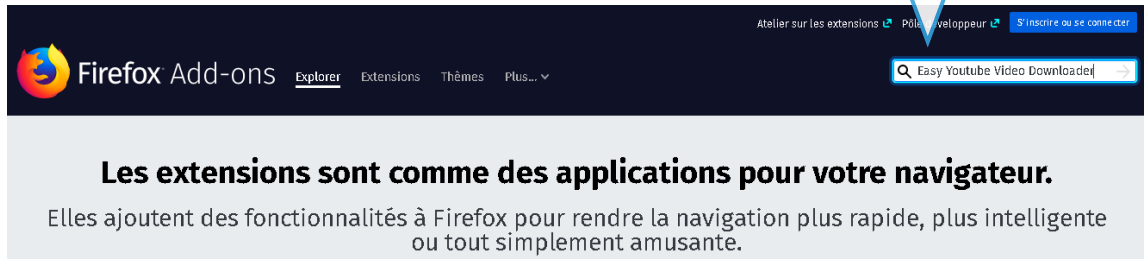 Atelier sur les extensions Pôle développeur S'inscrire ou se connecter
Firefox Add-ons Explorer Extensions Thèmes Plus...
Easy Youtube Video Downloader
Les extensions sont comme des applications pour votre navigateur.
Elles ajoutent des fonctionnalités à Firefox pour rendre la navigation plus rapide, plus intelligente
ou tout simplement amusante.